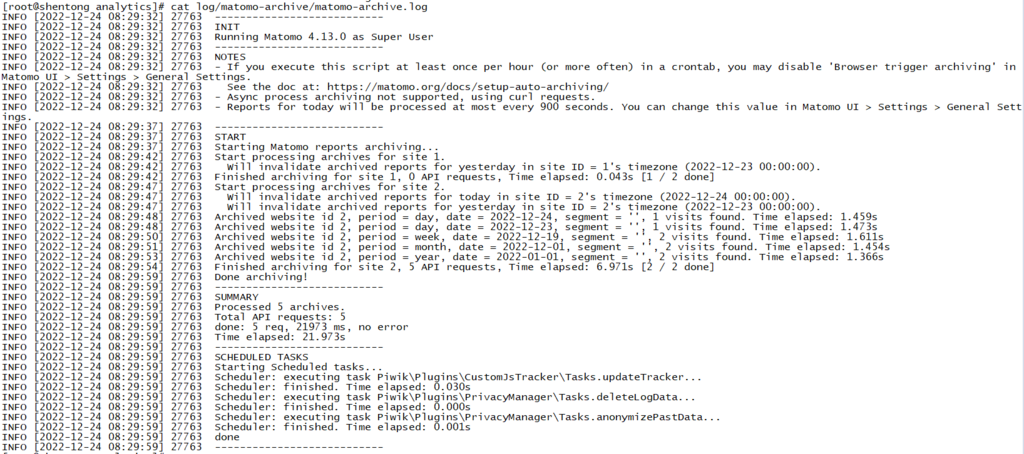 [root@shentong analytics]# cat log/matomo-archive/matomo-archive.log
INFO [2022-12-24 08:29:32] 27763  ---------------------------
INFO [2022-12-24 08:29:32] 27763  INIT
INFO [2022-12-24 08:29:32] 27763  Running Matomo 4.13.0 as Super User
INFO [2022-12-24 08:29:32] 27763  ---------------------------
INFO [2022-12-24 08:29:32] 27763  NOTES
INFO [2022-12-24 08:29:32] 27763  - If you execute this script at least once per hour (or more often) in a crontab, you may disable 'Browser trigger archiving' in
Matomo UI > Settings > General Settings.
INFO [2022-12-24 08:29:32] 27763    See the doc at: https://matomo.org/docs/setup-auto-archiving/
INFO [2022-12-24 08:29:32] 27763  - Async process archiving not supported, using curl requests.
INFO [2022-12-24 08:29:32] 27763  - Reports for today will be processed at most every 900 seconds. You can change this value in Matomo UI > Settings > General Sett
ings.
INFO [2022-12-24 08:29:37] 27763  ---------------------------
INFO [2022-12-24 08:29:37] 27763  START
INFO [2022-12-24 08:29:37] 27763  Starting Matomo reports archiving...
INFO [2022-12-24 08:29:42] 27763  Start processing archives for site 1.
INFO [2022-12-24 08:29:42] 27763    Will invalidate archived reports for yesterday in site ID = 1's timezone (2022-12-23 00:00:00).
INFO [2022-12-24 08:29:42] 27763  Finished archiving for site 1, 0 API requests, Time elapsed: 0.043s [1 / 2 done]
INFO [2022-12-24 08:29:47] 27763  Start processing archives for site 2.
INFO [2022-12-24 08:29:47] 27763    Will invalidate archived reports for today in site ID = 2's timezone (2022-12-24 00:00:00).
INFO [2022-12-24 08:29:47] 27763    Will invalidate archived reports for yesterday in site ID = 2's timezone (2022-12-23 00:00:00).
INFO [2022-12-24 08:29:48] 27763  Archived website id 2, period = day, date = 2022-12-24, segment = '', 1 visits found. Time elapsed: 1.459s
INFO [2022-12-24 08:29:48] 27763  Archived website id 2, period = day, date = 2022-12-23, segment = '', 1 visits found. Time elapsed: 1.473s
INFO [2022-12-24 08:29:50] 27763  Archived website id 2, period = week, date = 2022-12-19, segment = '', 2 visits found. Time elapsed: 1.611s
INFO [2022-12-24 08:29:51] 27763  Archived website id 2, period = month, date = 2022-12-01, segment = '', 2 visits found. Time elapsed: 1.454s
INFO [2022-12-24 08:29:53] 27763  Archived website id 2, period = year, date = 2022-01-01, segment = '', 2 visits found. Time elapsed: 1.366s
INFO [2022-12-24 08:29:54] 27763  Finished archiving for site 2, 5 API requests, Time elapsed: 6.971s [2 / 2 done]
INFO [2022-12-24 08:29:59] 27763  Done archiving!
INFO [2022-12-24 08:29:59] 27763  ---------------------------
INFO [2022-12-24 08:29:59] 27763  SUMMARY
INFO [2022-12-24 08:29:59] 27763  Processed 5 archives.
INFO [2022-12-24 08:29:59] 27763  Total API requests: 5
INFO [2022-12-24 08:29:59] 27763  done: 5 req, 21973 ms, no error
INFO [2022-12-24 08:29:59] 27763  Time elapsed: 21.973s
INFO [2022-12-24 08:29:59] 27763  ---------------------------
INFO [2022-12-24 08:29:59] 27763  SCHEDULED TASKS
INFO [2022-12-24 08:29:59] 27763  Starting Scheduled tasks...
INFO [2022-12-24 08:29:59] 27763  Scheduler: executing task Piwik\Plugins\CustomJsTracker\Tasks.updateTracker...
INFO [2022-12-24 08:29:59] 27763  Scheduler: finished. Time elapsed: 0.030s
INFO [2022-12-24 08:29:59] 27763  Scheduler: executing task Piwik\Plugins\PrivacyManager\Tasks.deleteLogData...
INFO [2022-12-24 08:29:59] 27763  Scheduler: finished. Time elapsed: 0.000s
INFO [2022-12-24 08:29:59] 27763  Scheduler: executing task Piwik\Plugins\PrivacyManager\Tasks.anonymizePastData...
INFO [2022-12-24 08:29:59] 27763  Scheduler: finished. Time elapsed: 0.001s
INFO [2022-12-24 08:29:59] 27763  done
INFO [2022-12-24 08:29:59] 27763  ---------------------------